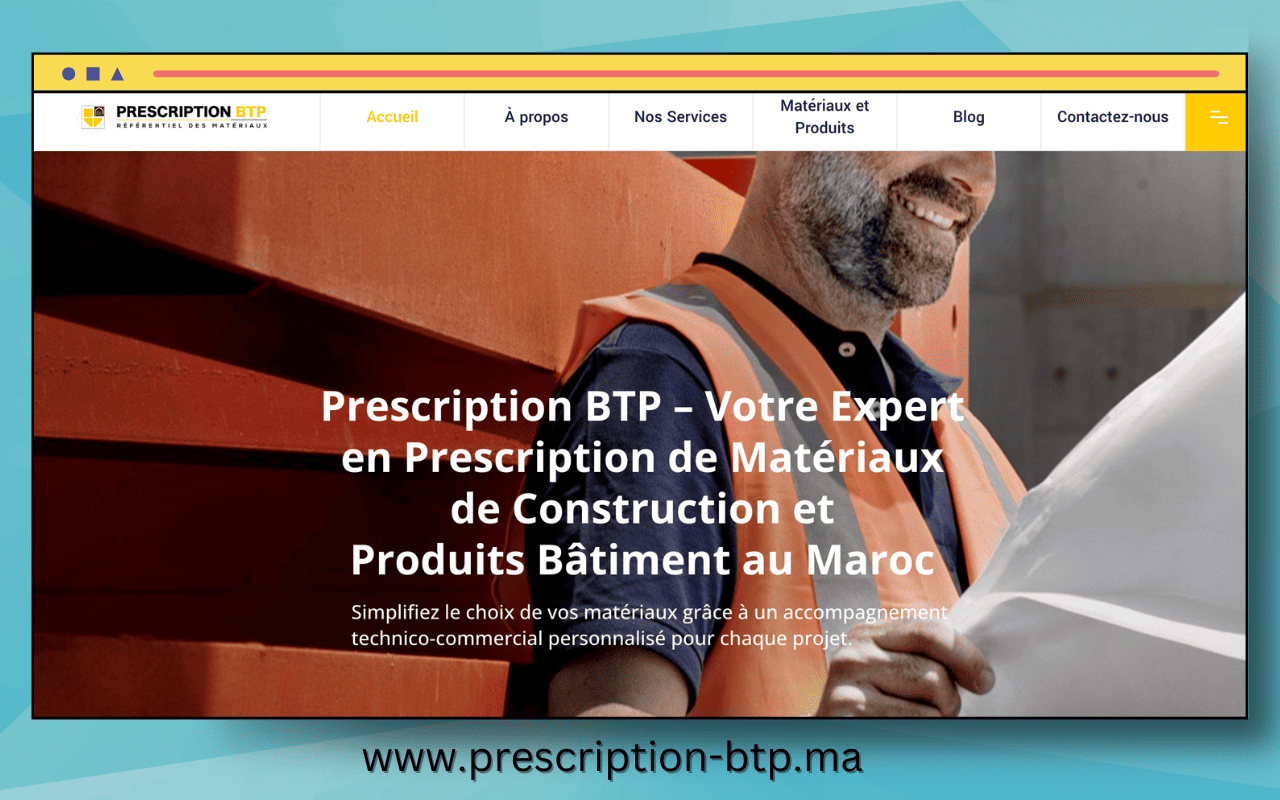 PRESCRIPTION BTP
RÉFÉRENTIEL DES MATÉRIAUX
Accueil
À propos
Nos Services
Matériaux et
Produits
Blog
Contactez-nous
Prescription BTP – Votre Expert
en Prescription de Matériaux
de Construction et
Produits Bâtiment au Maroc
Simplifiez le choix de vos matériaux grâce à un accompagnement
technico-commercial personnalisé pour chaque projet.
www.prescription-btp.ma